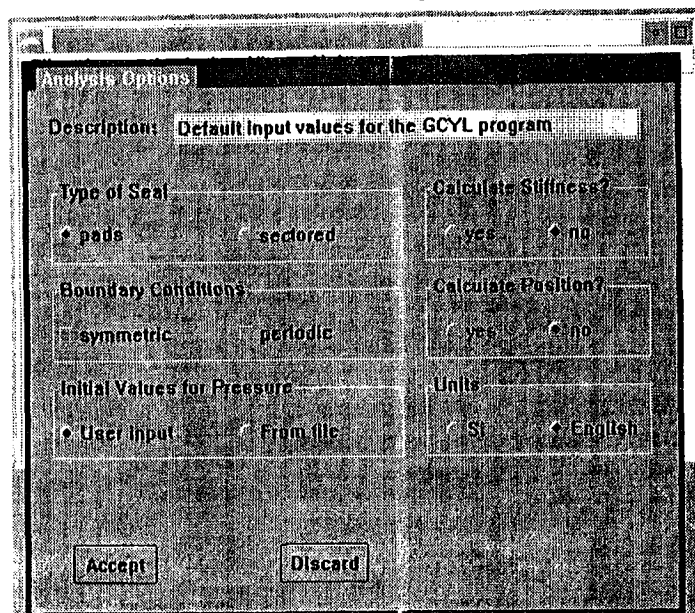 Analysis Options
Description: Default input values for the GCYL program
Type of Seal
pads sectored
Calculate Stiffness?
yes no
Boundary Conditions
symmetric periodic
Calculate Position?
yes no
Initial Values for Pressure
User input From file
Units
SI English
Accept Discard